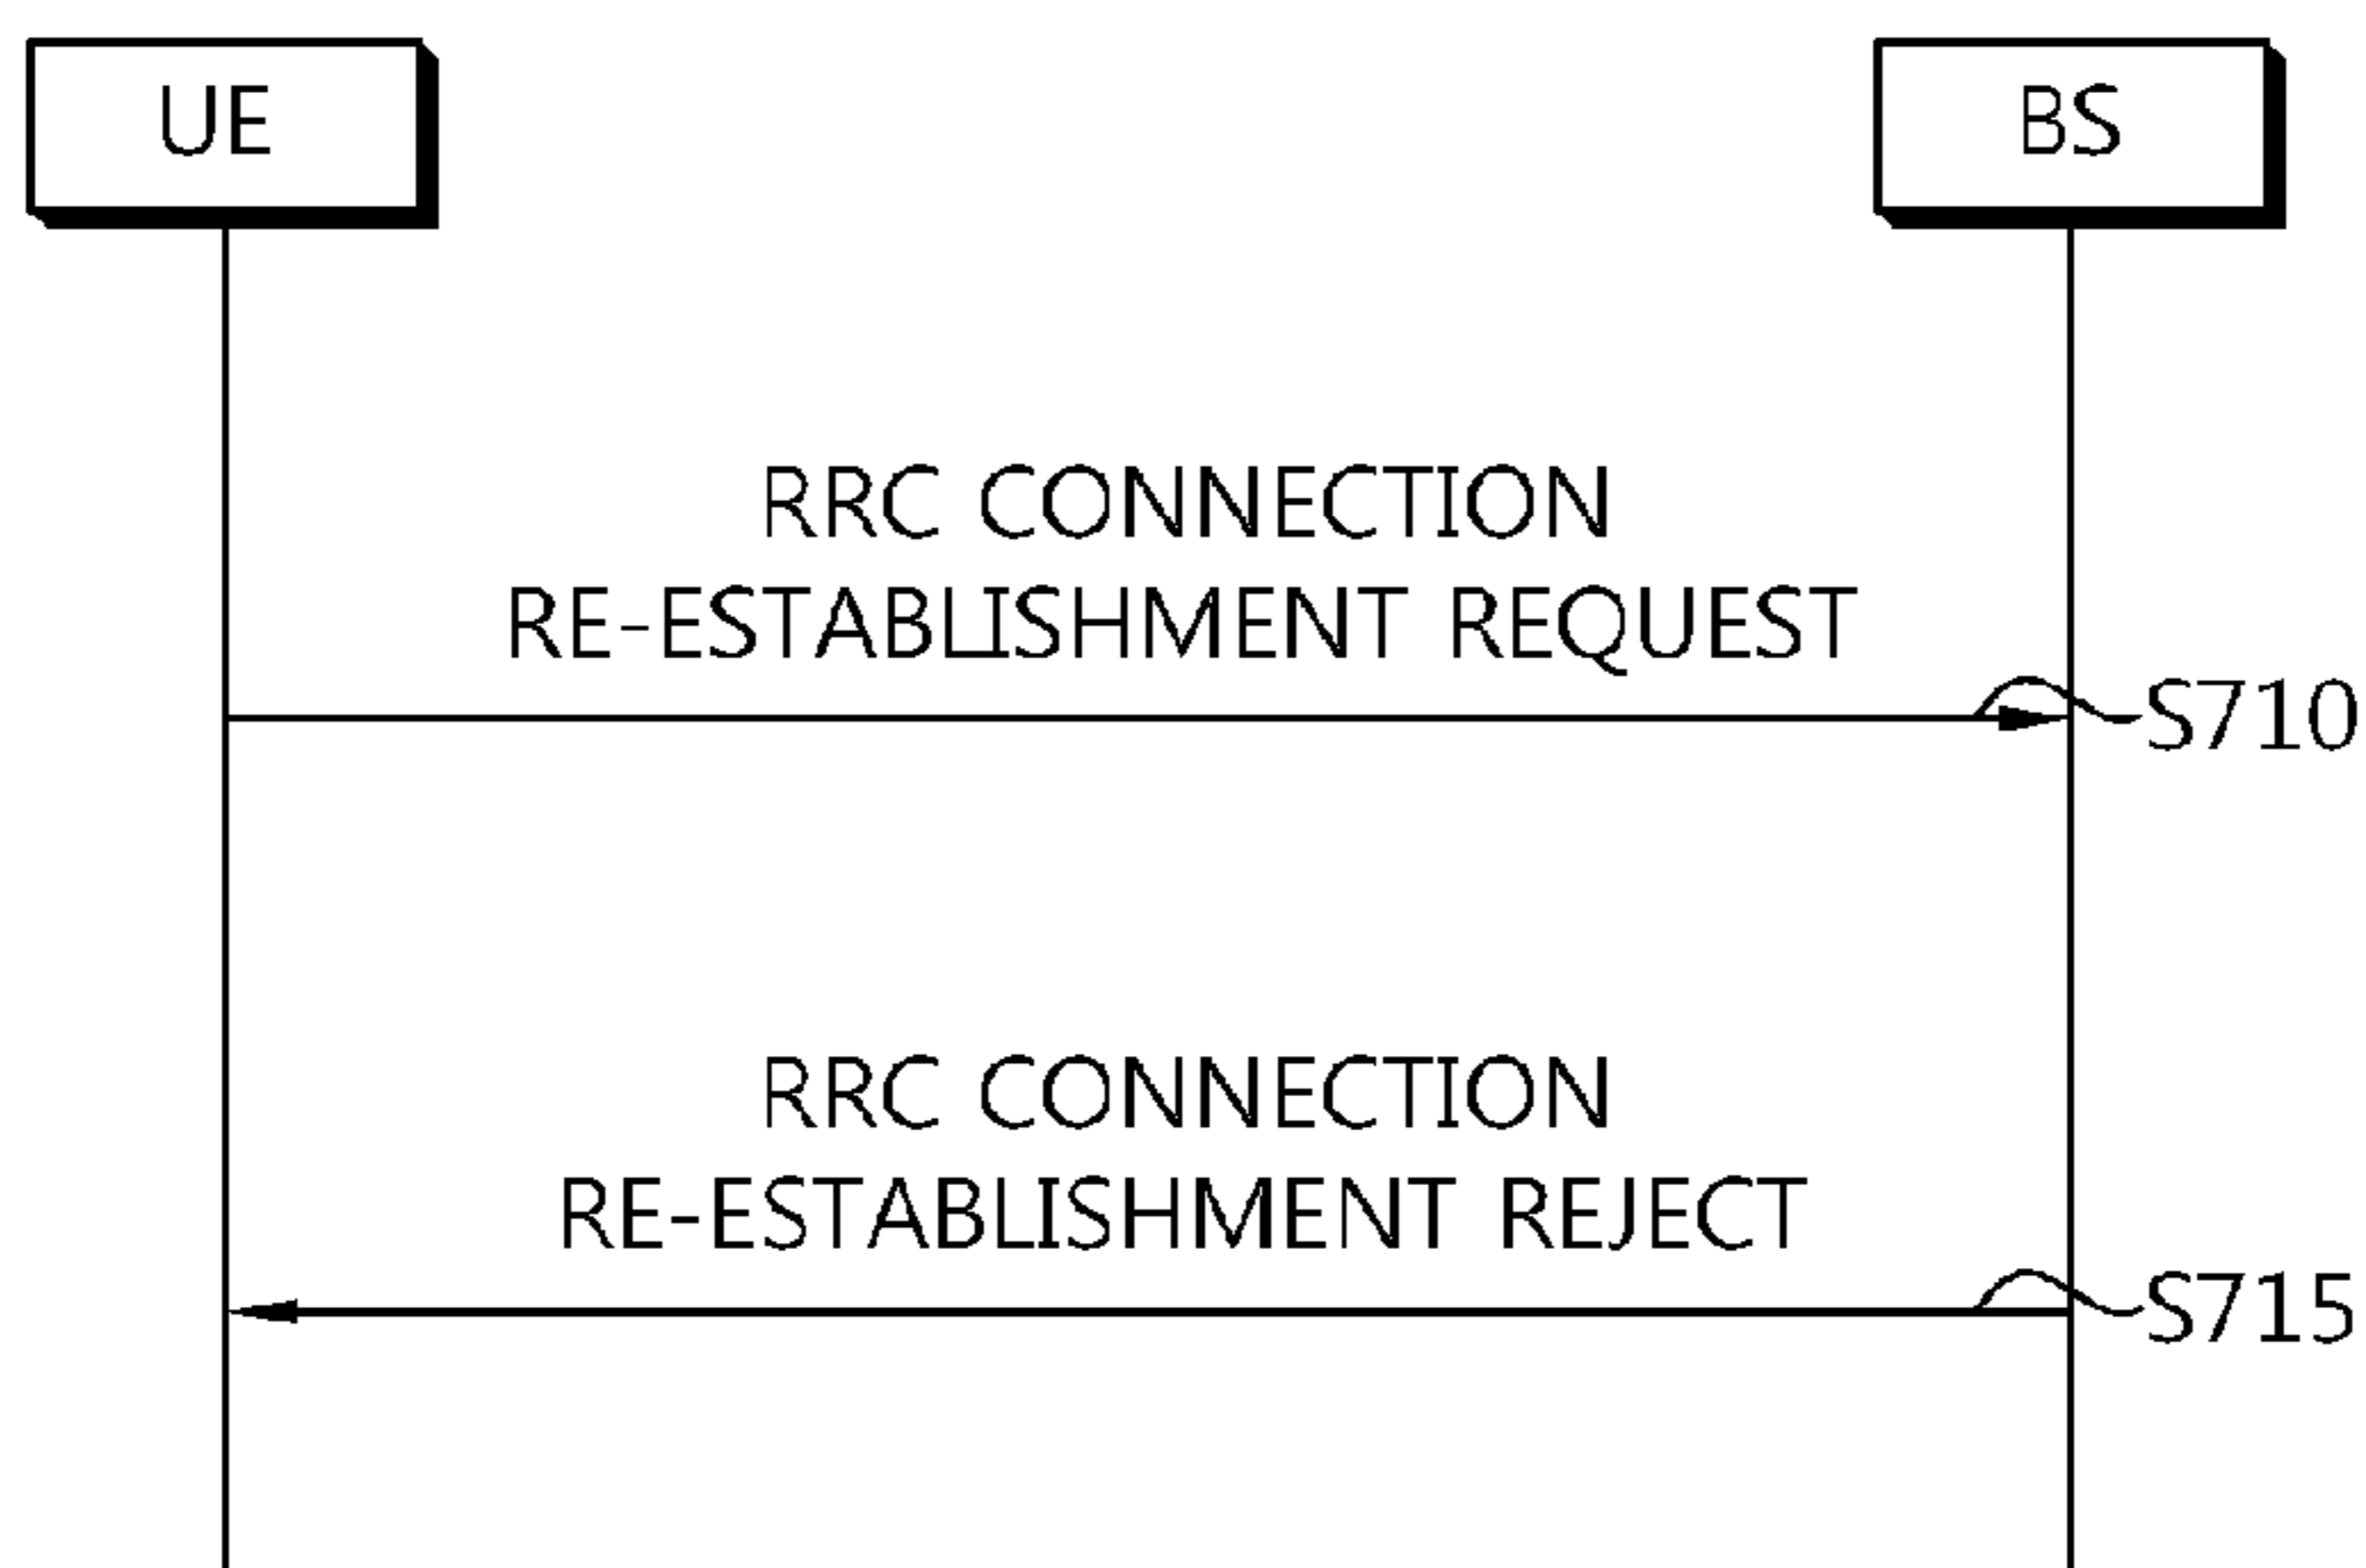 UE
BS
RRC CONNECTION
RE-ESTABLISHMENT REQUEST
S710
RRC CONNECTION
RE-ESTABLISHMENT REJECT
S715